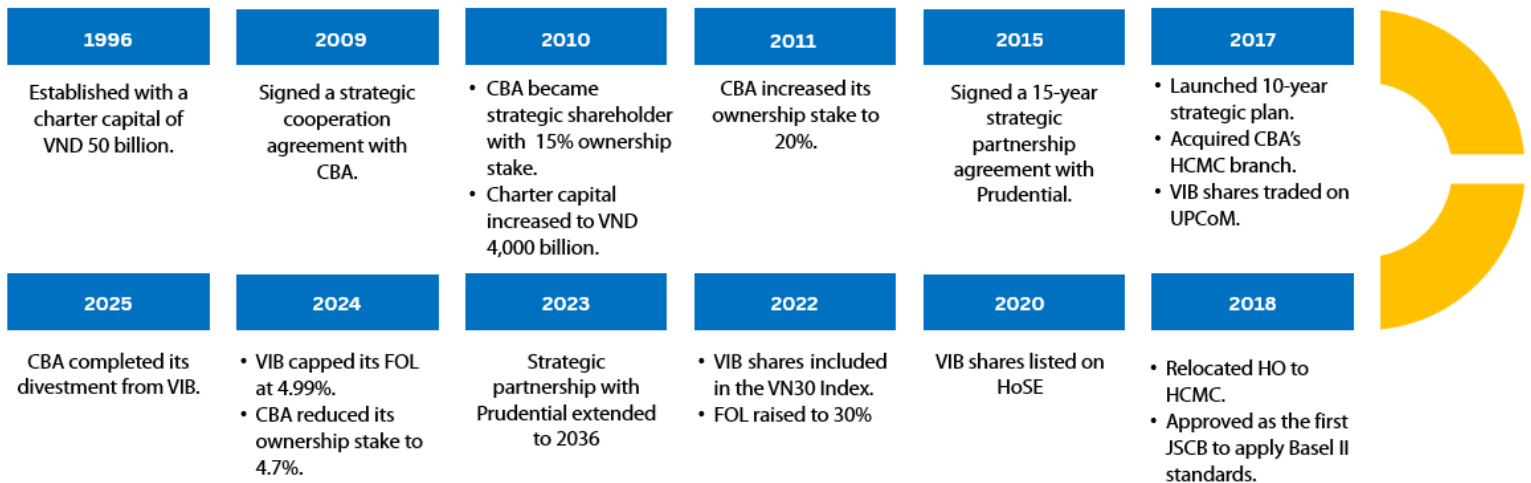 1996
Established with a
charter capital of
VND 50 billion.
2009
Signed a strategic
cooperation
agreement with
CBA.
2010
• CBA became
strategic shareholder
with 15% ownership
stake.
• Charter capital
increased to VND
4,000 billion.
2011
CBA increased its
ownership stake to
20%.
2015
Signed a 15-year
strategic
partnership
agreement with
Prudential.
2017
• Launched 10-year
strategic plan.
• Acquired CBA’s
HCMC branch.
• VIB shares traded on
UPCoM.
2025
CBA completed its
divestment from VIB.
2024
• VIB capped its FOL
at 4.99%.
• CBA reduced its
ownership stake to
4.7%.
2023
Strategic
partnership with
Prudential extended
to 2036
2022
• VIB shares included
in the VN30 Index.
• FOL raised to 30%
2020
VIB shares listed on
HoSE
2018
• Relocated HO to
HCMC.
• Approved as the first
JSCB to apply Basel II
standards.